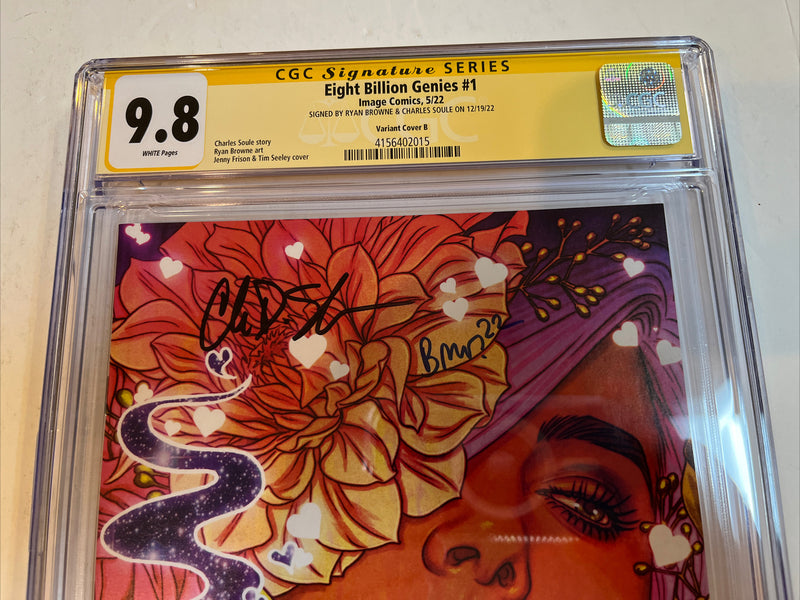 CGC Signature SERIES
Eight Billion Genies #1
Image Comics, 5/22
SIGNED BY RYAN BROWNE & CHARLES SOULE ON 12/19/22
Variant Cover B
4156402015
9.8
WHITE Pages
Charles Soule story
Ryan Browne art
Jenny Frison & Tim Seeley cover
CGC
22